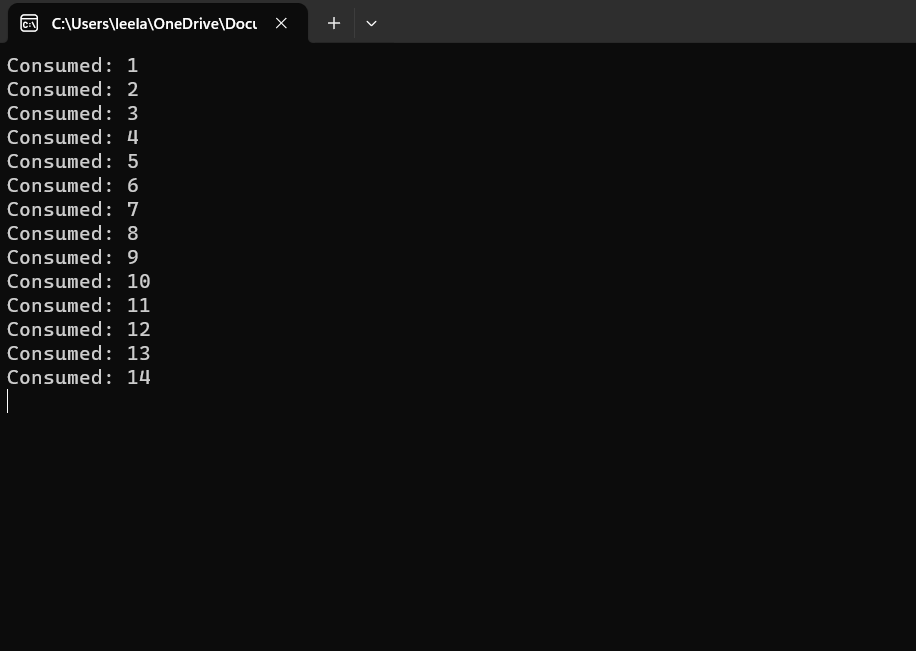 C:\Users\leela\OneDrive\Docu
Consumed: 1
Consumed: 2
Consumed: 3
Consumed: 4
Consumed: 5
Consumed: 6
Consumed: 7
Consumed: 8
Consumed: 9
Consumed: 10
Consumed: 11
Consumed: 12
Consumed: 13
Consumed: 14